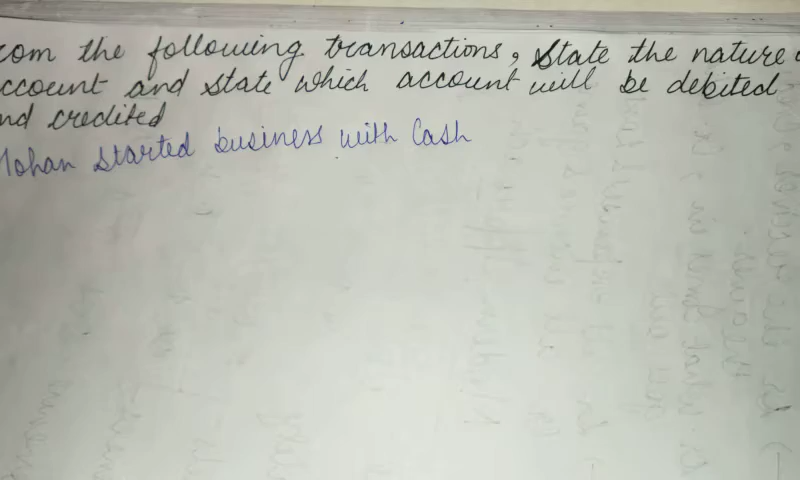 com the following transactions, State the nature o
ccount and state which account will be debited
nd credited
Mohan started business with Cash